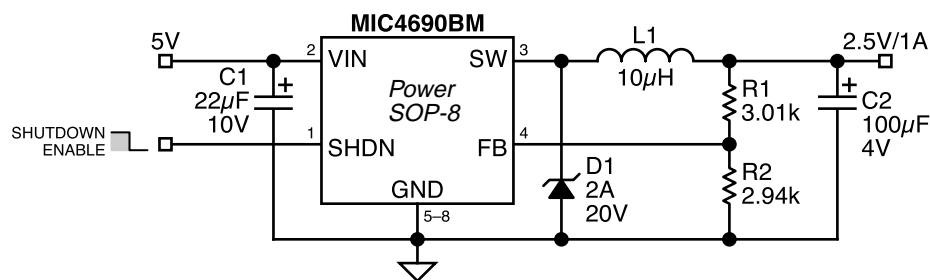 MIC4690BM
5V
2
VIN
SW
3
L1
10µH
2.5V/1A
C1
22µF
10V
Power
SOP-8
R1
3.01k
C2
100µF
4V
SHUTDOWN
ENABLE
1
SHDN
FB
4
GND
5–8
D1
2A
20V
R2
2.94k